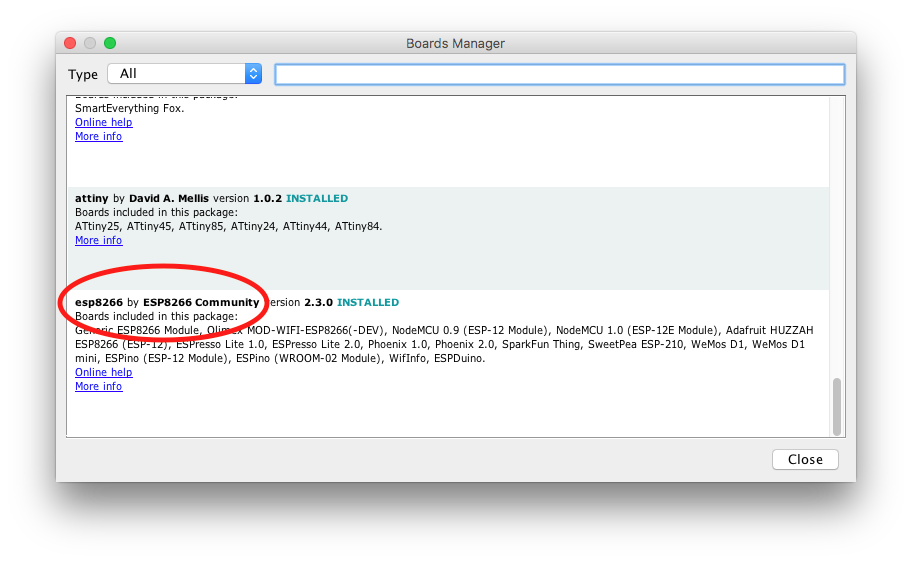 Boards Manager
Type All
Boards included in this package:
SmartEverything Fox.
Online help
More info
attiny by David A. Mellis version 1.0.2 INSTALLED
Boards included in this package:
ATtiny25, ATtiny45, ATtiny85, ATtiny24, ATtiny44, ATtiny84.
More info
esp8266 by ESP8266 Community version 2.3.0 INSTALLED
Boards included in this package:
Generic ESP8266 Module, Olimex MOD-WIFI-ESP8266(-DEV), NodeMCU 0.9 (ESP-12 Module), NodeMCU 1.0 (ESP-12E Module), Adafruit HUZZAH
ESP8266 (ESP-12), ESPresso Lite 1.0, ESPresso Lite 2.0, Phoenix 1.0, Phoenix 2.0, SparkFun Thing, SweetPea ESP-210, WeMos D1, WeMos D1
mini, ESPino (ESP-12 Module), ESPino (WROOM-02 Module), WifInfo, ESPDuino.
Online help
More info
Close